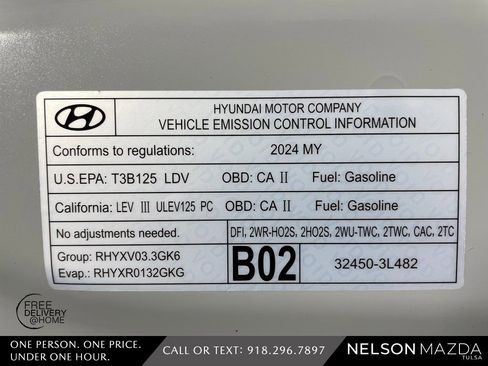 HYUNDAI MOTOR COMPANY
VEHICLE EMISSION CONTROL INFORMATION
Conforms to regulations: 2024 MY
U.S.EPA: T3B125 LDV OBD: CA II Fuel: Gasoline
California: LEV III ULEV125 PC OBD: CA II Fuel: Gasoline
No adjustments needed. DFI, 2WR-HO2S, 2HO2S, 2WU-TWC, 2TWC, CAC, 2TC
Group: RHYXV03.3GK6
Evap.: RHYXR0132GKG
B02
32450-3L482
FREE
DELIVERY
@HOME
ONE PERSON. ONE PRICE.
UNDER ONE HOUR.
CALL OR TEXT: 918.296.7897
NELSON MAZDA
TULSA